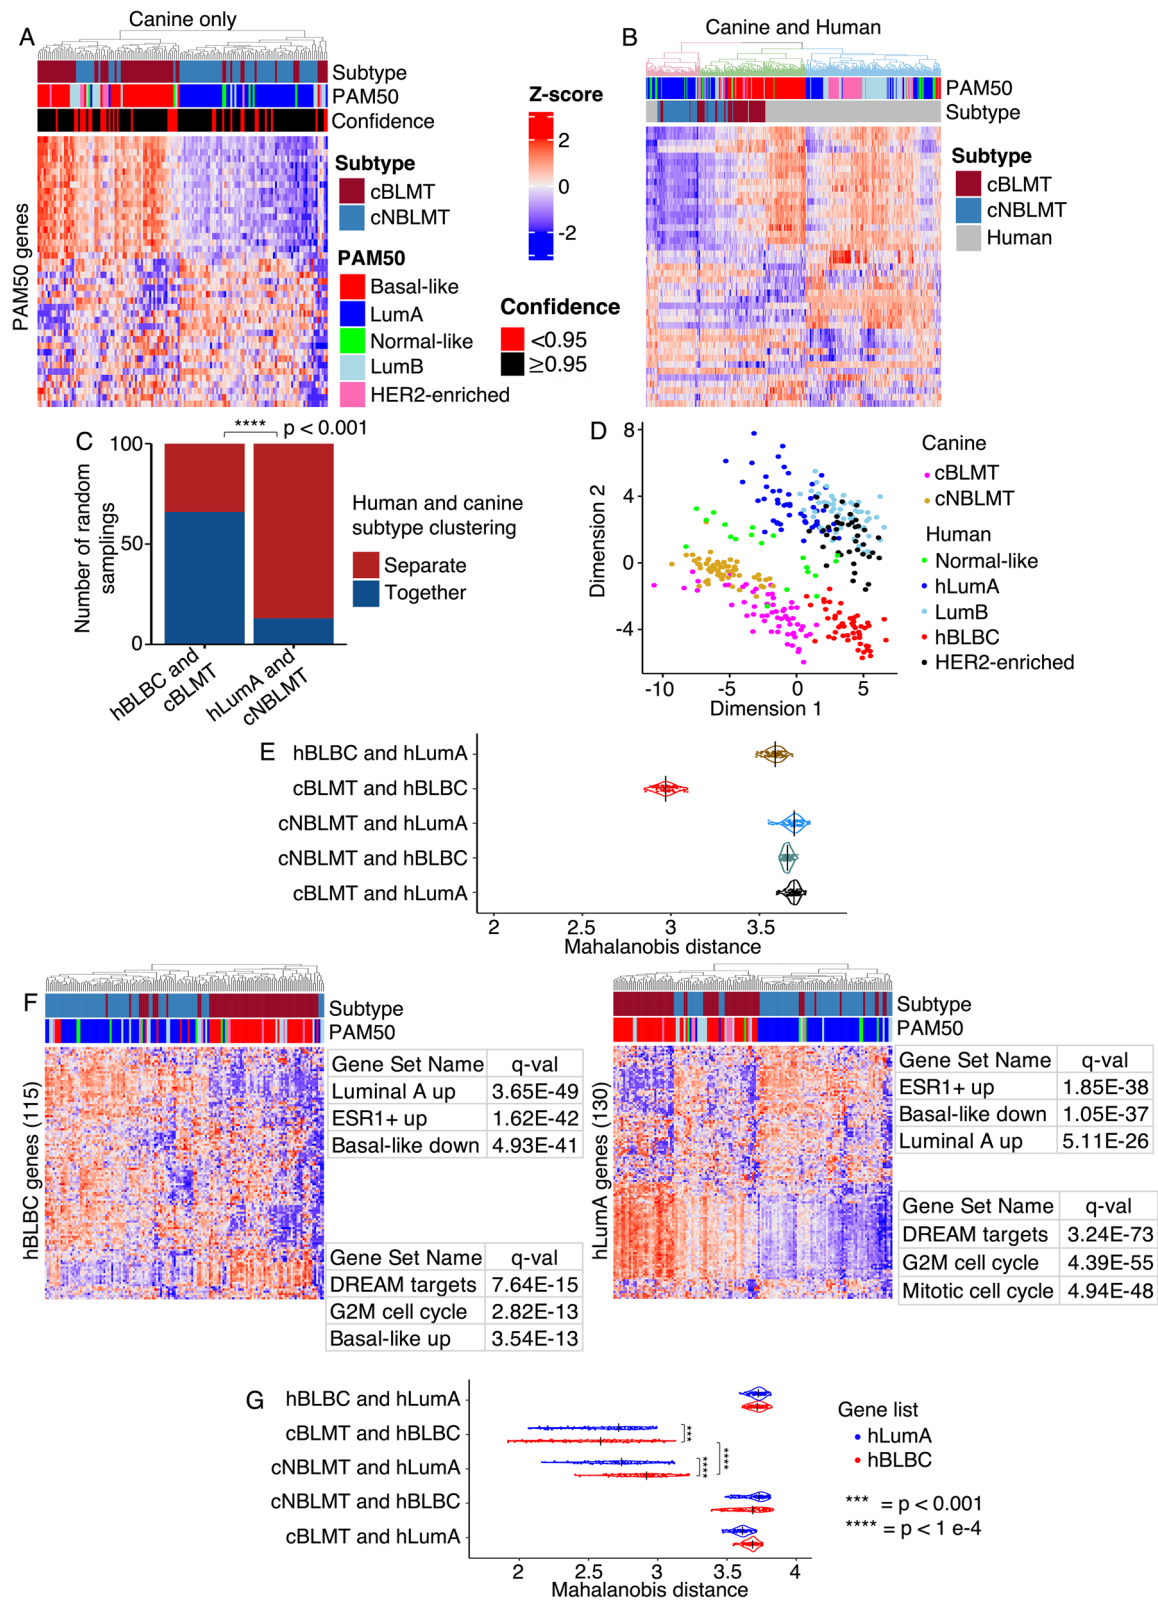 A
Canine only
Subtype
PAM50
Confidence
PAM50 genes
Subtype
cBLMT
cNBLMT
PAM50
Basal-like
LumA
Normal-like
LumB
HER2-enriched
Z-score
2
0
-2
Confidence
<0.95
≥0.95
B
Canine and Human
PAM50
Subtype
Subtype
cBLMT
cNBLMT
Human
C
**** p < 0.001
100
50
0
Number of random
samplings
hBLBC and
cBLMT
hLumA and
cNBLMT
Human and canine
subtype clustering
Separate
Together
D
8
4
0
-4
Dimension 2
-10 -5 0 5
Dimension 1
Canine
cBLMT
cNBLMT
Human
Normal-like
hLumA
LumB
hBLBC
HER2-enriched
E
hBLBC and hLumA
cBLMT and hBLBC
cNBLMT and hLumA
cNBLMT and hBLBC
cBLMT and hLumA
2 2.5 3 3.5
Mahalanobis distance
F
Subtype
PAM50
hBLBC genes (115)
Gene Set Name q-val
Luminal A up 3.65E-49
ESR1+ up 1.62E-42
Basal-like down 4.93E-41
Gene Set Name q-val
DREAM targets 7.64E-15
G2M cell cycle 2.82E-13
Basal-like up 3.54E-13
Subtype
PAM50
hLumA genes (130)
Gene Set Name q-val
ESR1+ up 1.85E-38
Basal-like down 1.05E-37
Luminal A up 5.11E-26
Gene Set Name q-val
DREAM targets 3.24E-73
G2M cell cycle 4.39E-55
Mitotic cell cycle 4.94E-48
G
hBLBC and hLumA
cBLMT and hBLBC
cNBLMT and hLumA
cNBLMT and hBLBC
cBLMT and hLumA
***
****
****
2 2.5 3 3.5 4
Mahalanobis distance
Gene list
hLumA
hBLBC
*** = p < 0.001
**** = p < 1 e-4